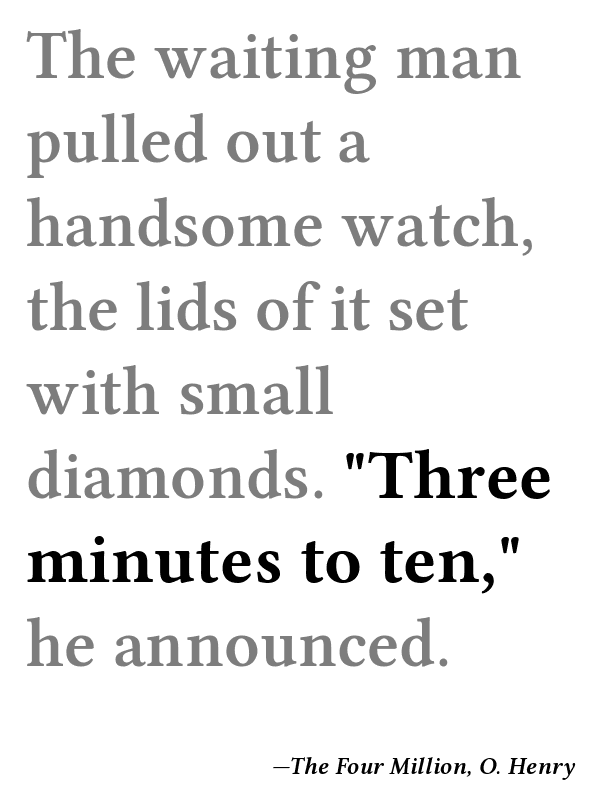 The waiting man
pulled out a
handsome watch,
the lids of it set
with small
diamonds. "Three
minutes to ten,"
he announced.
—The Four Million, O. Henry